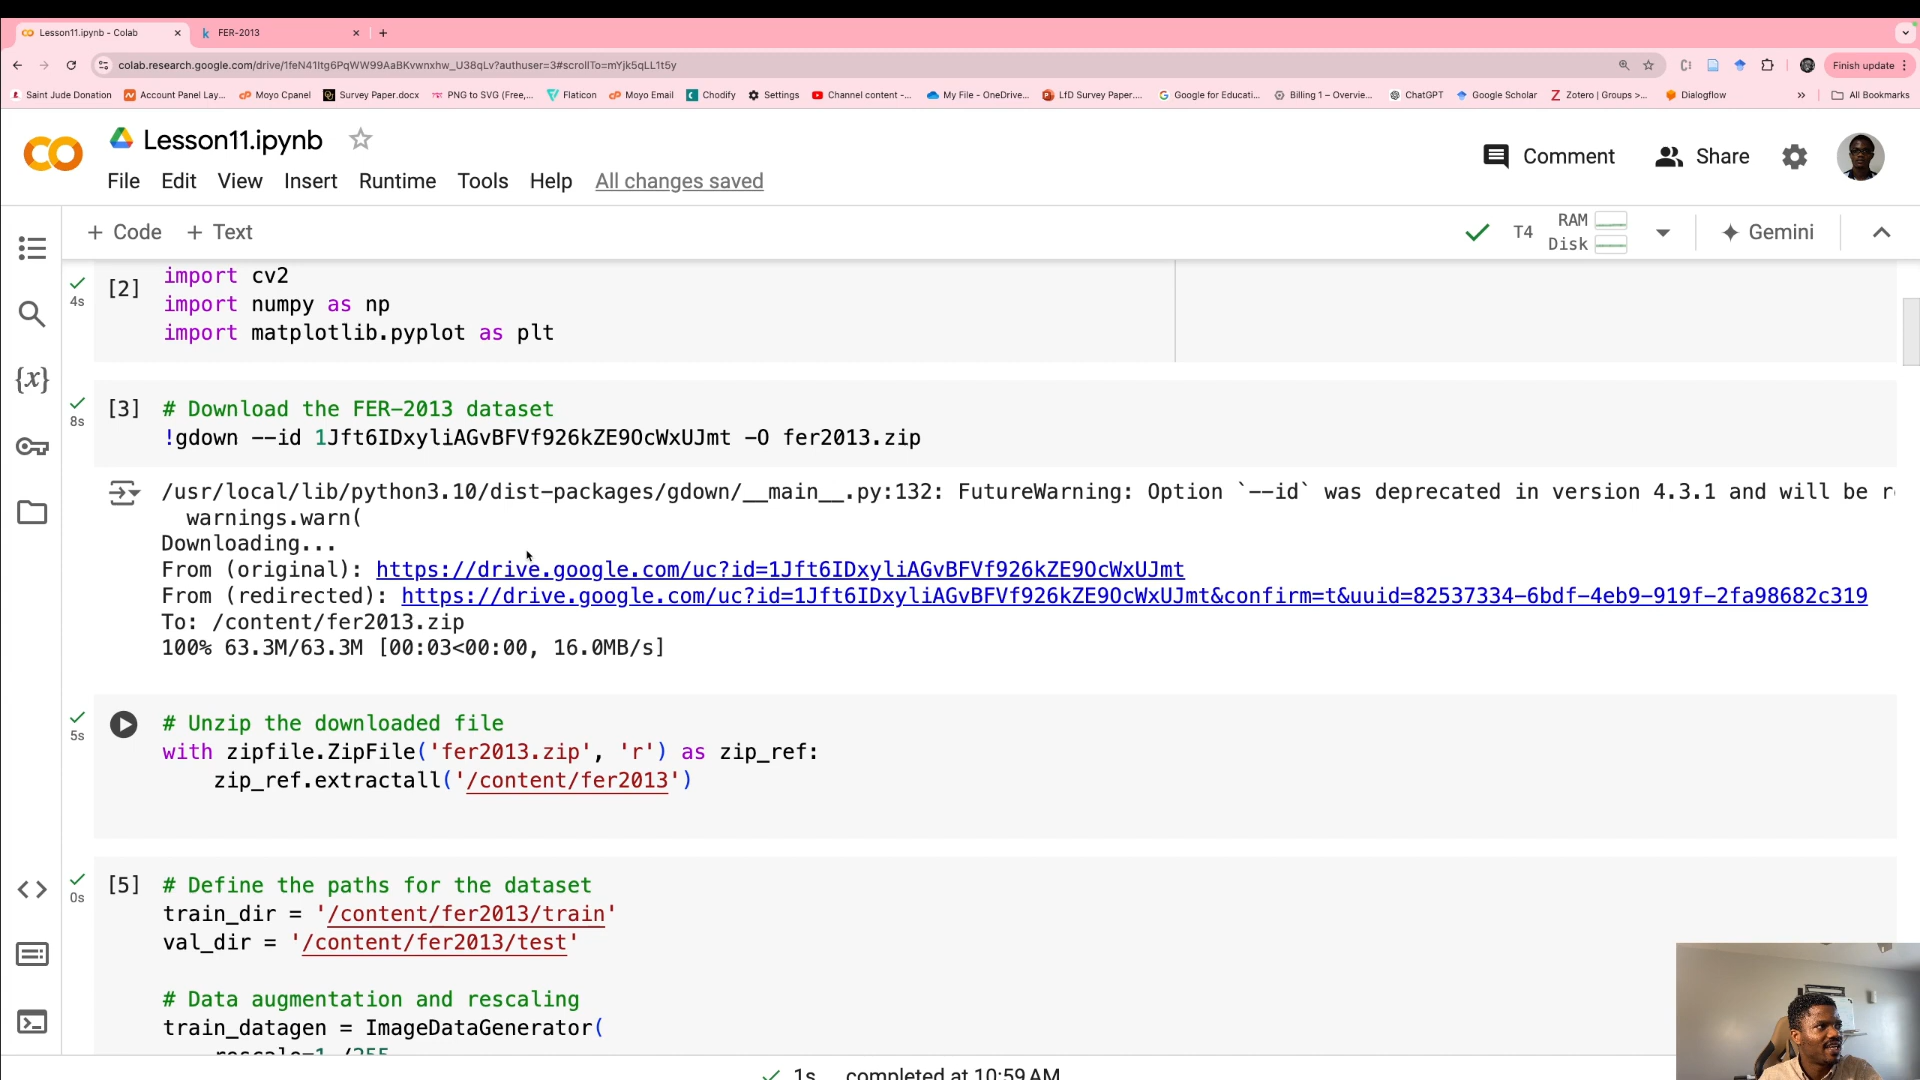 Lesson11.ipynb - Colab
FER-2013
colab.research.google.com/drive/1feN41Itg6PqWW99AaBKvwnxhw_U38qLv?authuser=3#scrollTo=mYjk5qLL1t5y
Finish update
Saint Jude Donation
Account Panel Lay...
Moyo Cpanel
Survey Paper.docx
PNG to SVG (Free,...
Flaticon
Moyo Email
Chodify
Settings
Channel content -...
My File - OneDrive...
LfD Survey Paper....
Google for Educati...
Billing 1 – Overvie...
ChatGPT
Google Scholar
Zotero | Groups >...
Dialogflow
»
All Bookmarks
Lesson11.ipynb
Comment
Share
File Edit View Insert Runtime Tools Help All changes saved
+ Code + Text
T4
RAM
Disk
Gemini
4s
[2]
import cv2
import numpy as np
import matplotlib.pyplot as plt
8s
[3]
# Download the FER-2013 dataset
!gdown --id 1Jft6IDxyliAGvBFVf926kZE9OcWxUJmt -O fer2013.zip
/usr/local/lib/python3.10/dist-packages/gdown/__main__.py:132: FutureWarning: Option `--id` was deprecated in version 4.3.1 and will be r
warnings.warn(
Downloading...
From (original): https://drive.google.com/uc?id=1Jft6IDxyliAGvBFVf926kZE9OcWxUJmt
From (redirected): https://drive.google.com/uc?id=1Jft6IDxyliAGvBFVf926kZE9OcWxUJmt&confirm=t&uuid=82537334-6bdf-4eb9-919f-2fa98682c319
To: /content/fer2013.zip
100% 63.3M/63.3M [00:03<00:00, 16.0MB/s]
5s
# Unzip the downloaded file
with zipfile.ZipFile('fer2013.zip', 'r') as zip_ref:
zip_ref.extractall('/content/fer2013')
0s
[5]
# Define the paths for the dataset
train_dir = '/content/fer2013/train'
val_dir = '/content/fer2013/test'
# Data augmentation and rescaling
train_datagen = ImageDataGenerator(
rescale=1./255
1s completed at 10:59 AM